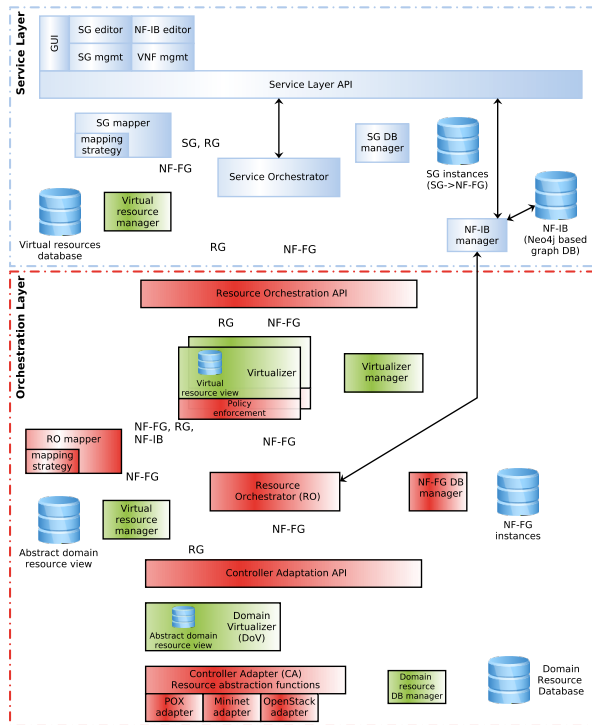 Service Layer
GUI
SG editor
NF-IB editor
SG mgmt
VNF mgmt
Service Layer API
SG mapper
mapping
strategy
SG, RG
NF-FG
Service Orchestrator
SG DB
manager
SG instances
(SG->NF-FG)
Virtual resources
database
Virtual
resource
manager
NF-IB
manager
NF-IB
(Neo4j based
graph DB)
RG
NF-FG
Orchestration Layer
Resource Orchestration API
RG
NF-FG
Virtualizer
Virtual
resource view
Policy
enforcement
Virtualizer
manager
NF-FG, RG,
NF-IB
NF-FG
RO mapper
mapping
strategy
NF-FG
Resource
Orchestrator (RO)
NF-FG DB
manager
NF-FG
instances
Abstract domain
resource view
Virtual
resource
manager
NF-FG
RG
Controller Adaptation API
Domain
Virtualizer
(DoV)
Abstract domain
resource view
Controller Adapter (CA)
Resource abstraction functions
POX
adapter
Mininet
adapter
OpenStack
adapter
Domain
resource
DB manager
Domain
Resource
Database